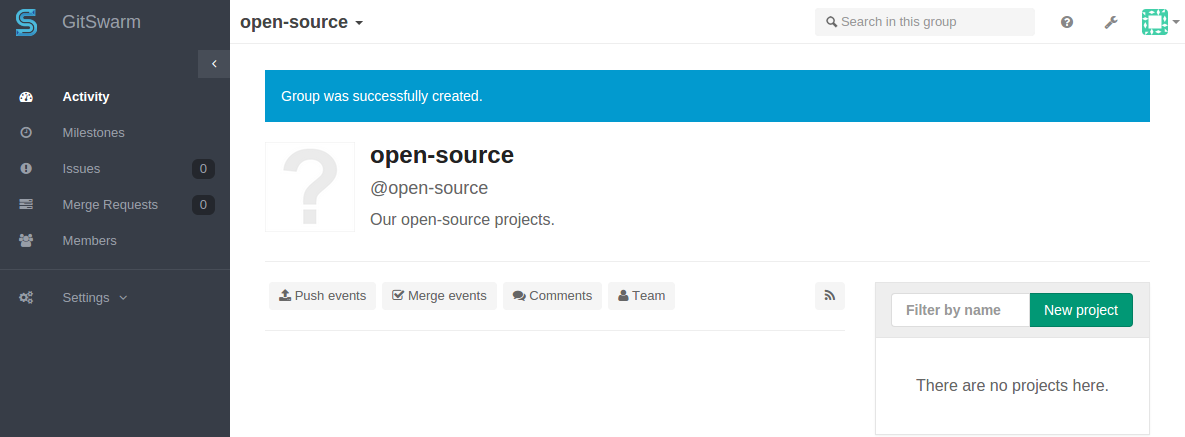 GitSwarm
open-source
Search in this group
Activity
Milestones
Issues 0
Merge Requests 0
Members
Settings
Group was successfully created.
?
open-source
@open-source
Our open-source projects.
Push events
Merge events
Comments
Team
Filter by name
New project
There are no projects here.